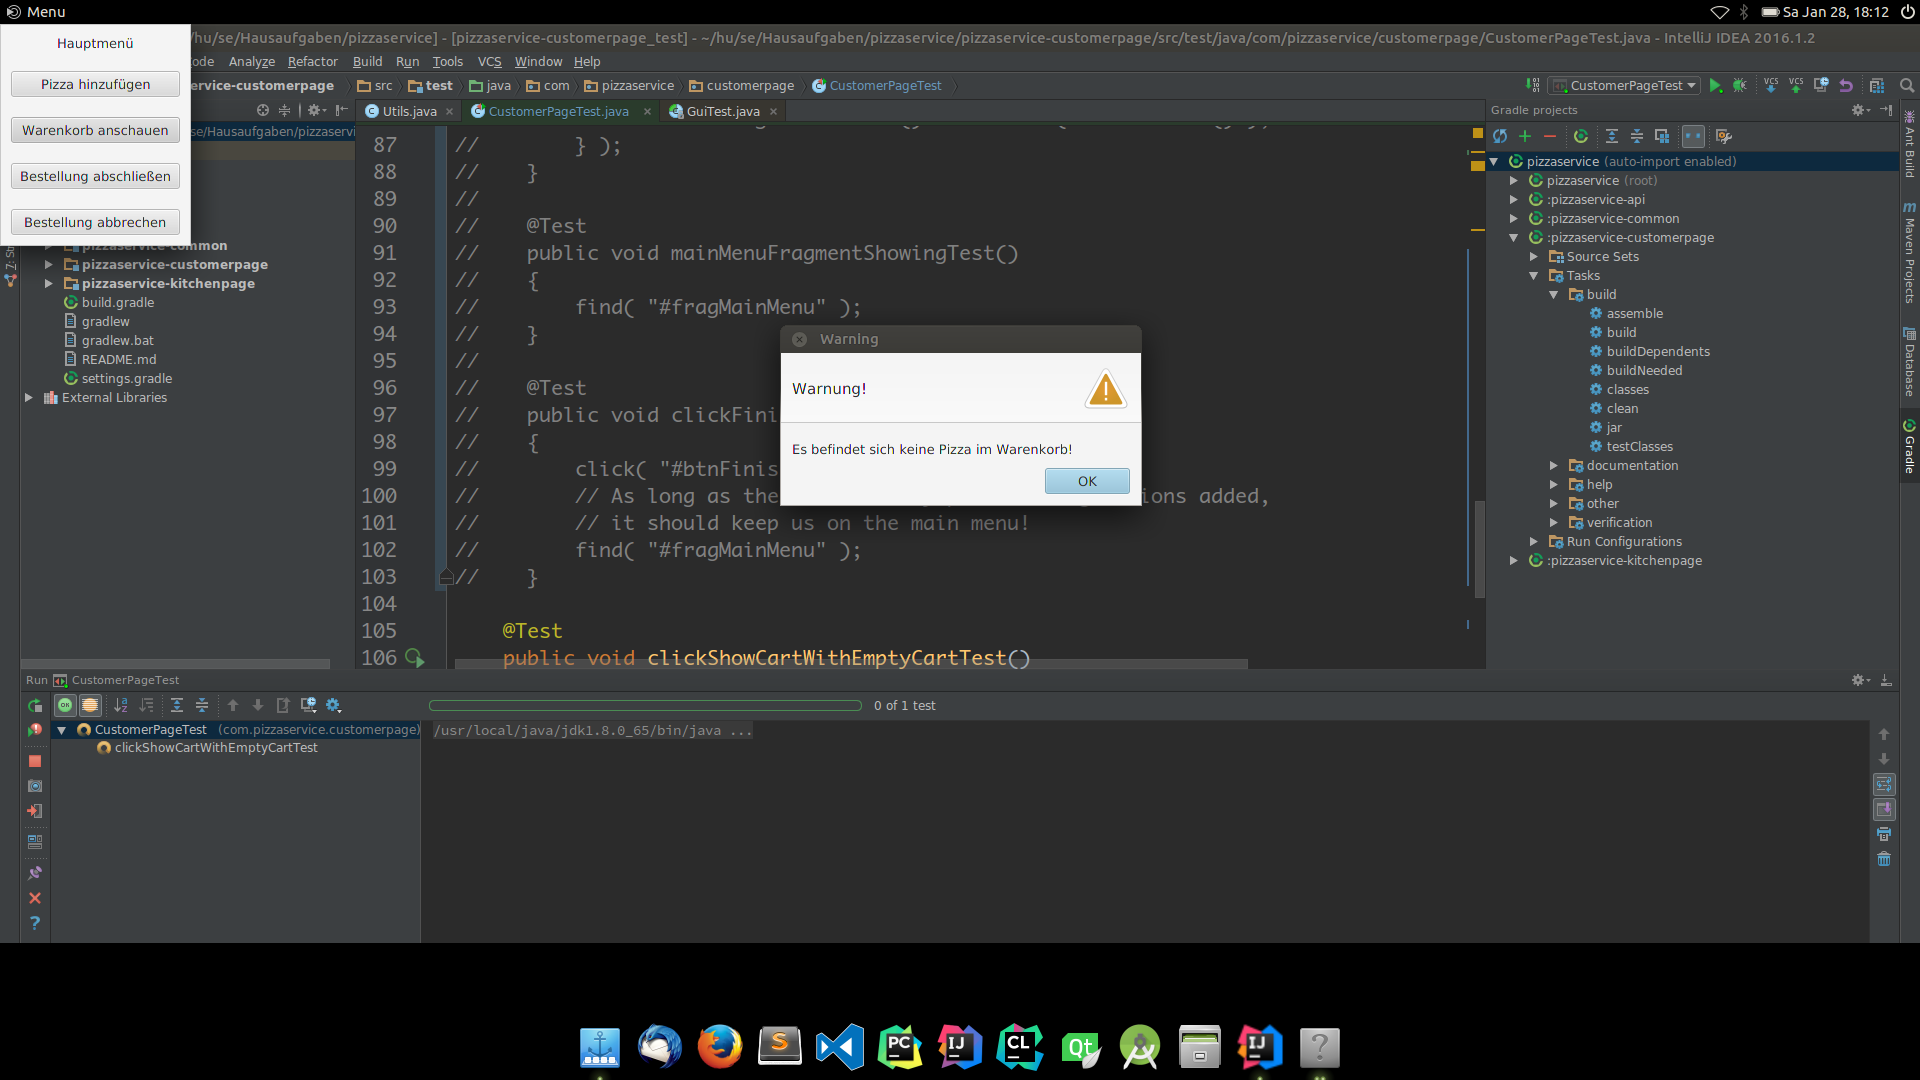 Menu
Sa Jan 28, 18:12
Hauptmenü
Pizza hinzufügen
Warenkorb anschauen
Bestellung abschließen
Bestellung abbrechen
/hu/se/Hausaufgaben/pizzaservice] - [pizzaservice-customerpage_test] - ~/hu/se/Hausaufgaben/pizzaservice/pizzaservice-customerpage/src/test/java/com/pizzaservice/customerpage/CustomerPageTest.java - IntelliJ IDEA 2016.1.2
ode Analyze Refactor Build Run Tools VCS Window Help
ce-customerpage src test java com pizzaservice customerpage CustomerPageTest
CustomerPageTest
VCS VCS
se/Hausaufgaben/pizzaservi
pizzaservice-common
pizzaservice-customerpage
pizzaservice-kitchenpage
build.gradle
gradlew
gradlew.bat
README.md
settings.gradle
External Libraries
Utils.java CustomerPageTest.java GuiTest.java
87 // } );
88 // }
89 //
90 // @Test
91 // public void mainMenuFragmentShowingTest()
92 // {
93 // find( "#fragMainMenu" );
94 // }
95 //
96 // @Test
97 // public void clickFini
98 // {
99 // click( "#btnFinis
100 // // As long as the ions added,
101 // // it should keep us on the main menu!
102 // find( "#fragMainMenu" );
103 // }
104
105 @Test
106 public void clickShowCartWithEmptyCartTest()
Warning
Warnung!
Es befindet sich keine Pizza im Warenkorb!
OK
Gradle projects
pizzaservice (auto-import enabled)
pizzaservice (root)
:pizzaservice-api
:pizzaservice-common
:pizzaservice-customerpage
Source Sets
Tasks
build
assemble
build
buildDependents
buildNeeded
classes
clean
jar
testClasses
documentation
help
other
verification
Run Configurations
:pizzaservice-kitchenpage
Ant Build
Maven Projects
Database
Gradle
Run CustomerPageTest
0 of 1 test
CustomerPageTest (com.pizzaservice.customerpage)
clickShowCartWithEmptyCartTest
/usr/local/java/jdk1.8.0_65/bin/java ...
S PC IJ CL Qt IJ ?